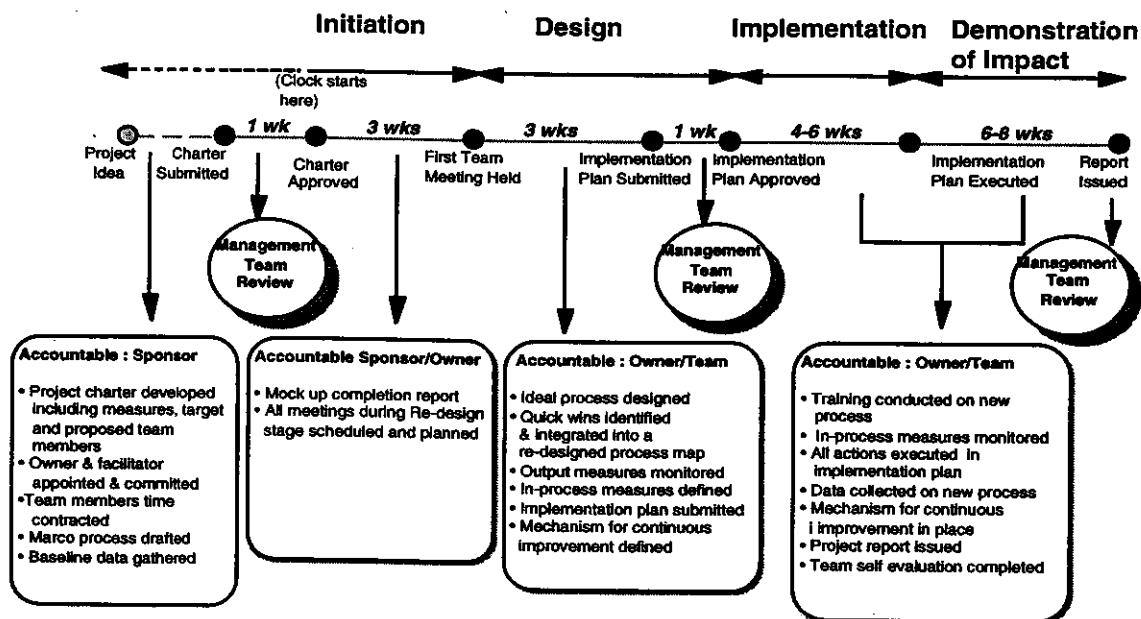 Initiation
Design
Implementation
Demonstration
of Impact
(Clock starts
here)
1 wk
3 wks
3 wks
1 wk
4-6 wks
6-8 wks
Project
Idea
Charter
Submitted
Charter
Approved
First Team
Meeting Held
Implementation
Plan Submitted
Implementation
Plan Approved
Implementation
Plan Executed
Report
Issued
Management
Team
Review
Management
Team
Review
Management
Team
Review
Accountable : Sponsor
• Project charter developed
including measures, target
and proposed team
members
• Owner & facilitator
appointed & committed
•Team members time
contracted
• Marco process drafted
• Baseline data gathered
Accountable Sponsor/Owner
• Mock up completion report
• All meetings during Re-design
stage scheduled and planned
Accountable : Owner/Team
• Ideal process designed
• Quick wins identified
& integrated into a
re-designed process map
• Output measures monitored
• In-process measures defined
• Implementation plan submitted
• Mechanism for continuous
improvement defined
Accountable : Owner/Team
• Training conducted on new
process
• In-process measures monitored
• All actions executed in
implementation plan
• Data collected on new process
• Mechanism for continuous
i improvement in place
• Project report issued
• Team self evaluation completed